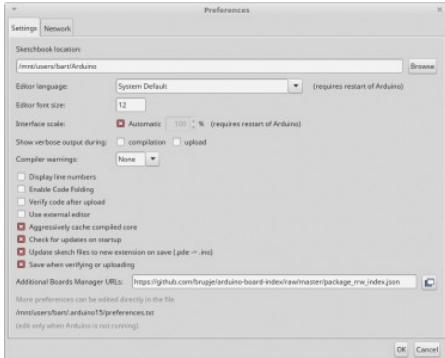 Preferences
Settings Network
Sketchbook location:
/mnt/users/bart/Arduino Browse
Editor language: System Default (requires restart of Arduino)
Editor font size: 12
Interface scale: Automatic 100 % (requires restart of Arduino)
Show verbose output during: compilation upload
Compiler warnings: None
Display line numbers
Enable Code Folding
Verify code after upload
Use external editor
Aggressively cache compiled core
Check for updates on startup
Update sketch files to new extension on save (.pde -> .ino)
Save when verifying or uploading
Additional Boards Manager URLs: https://github.com/brupje/arduino-board-index/raw/master/package_rrw_index.json
More preferences can be edited directly in the file
/mnt/users/bart/.arduino15/preferences.txt
(edit only when Arduino is not running)
OK Cancel